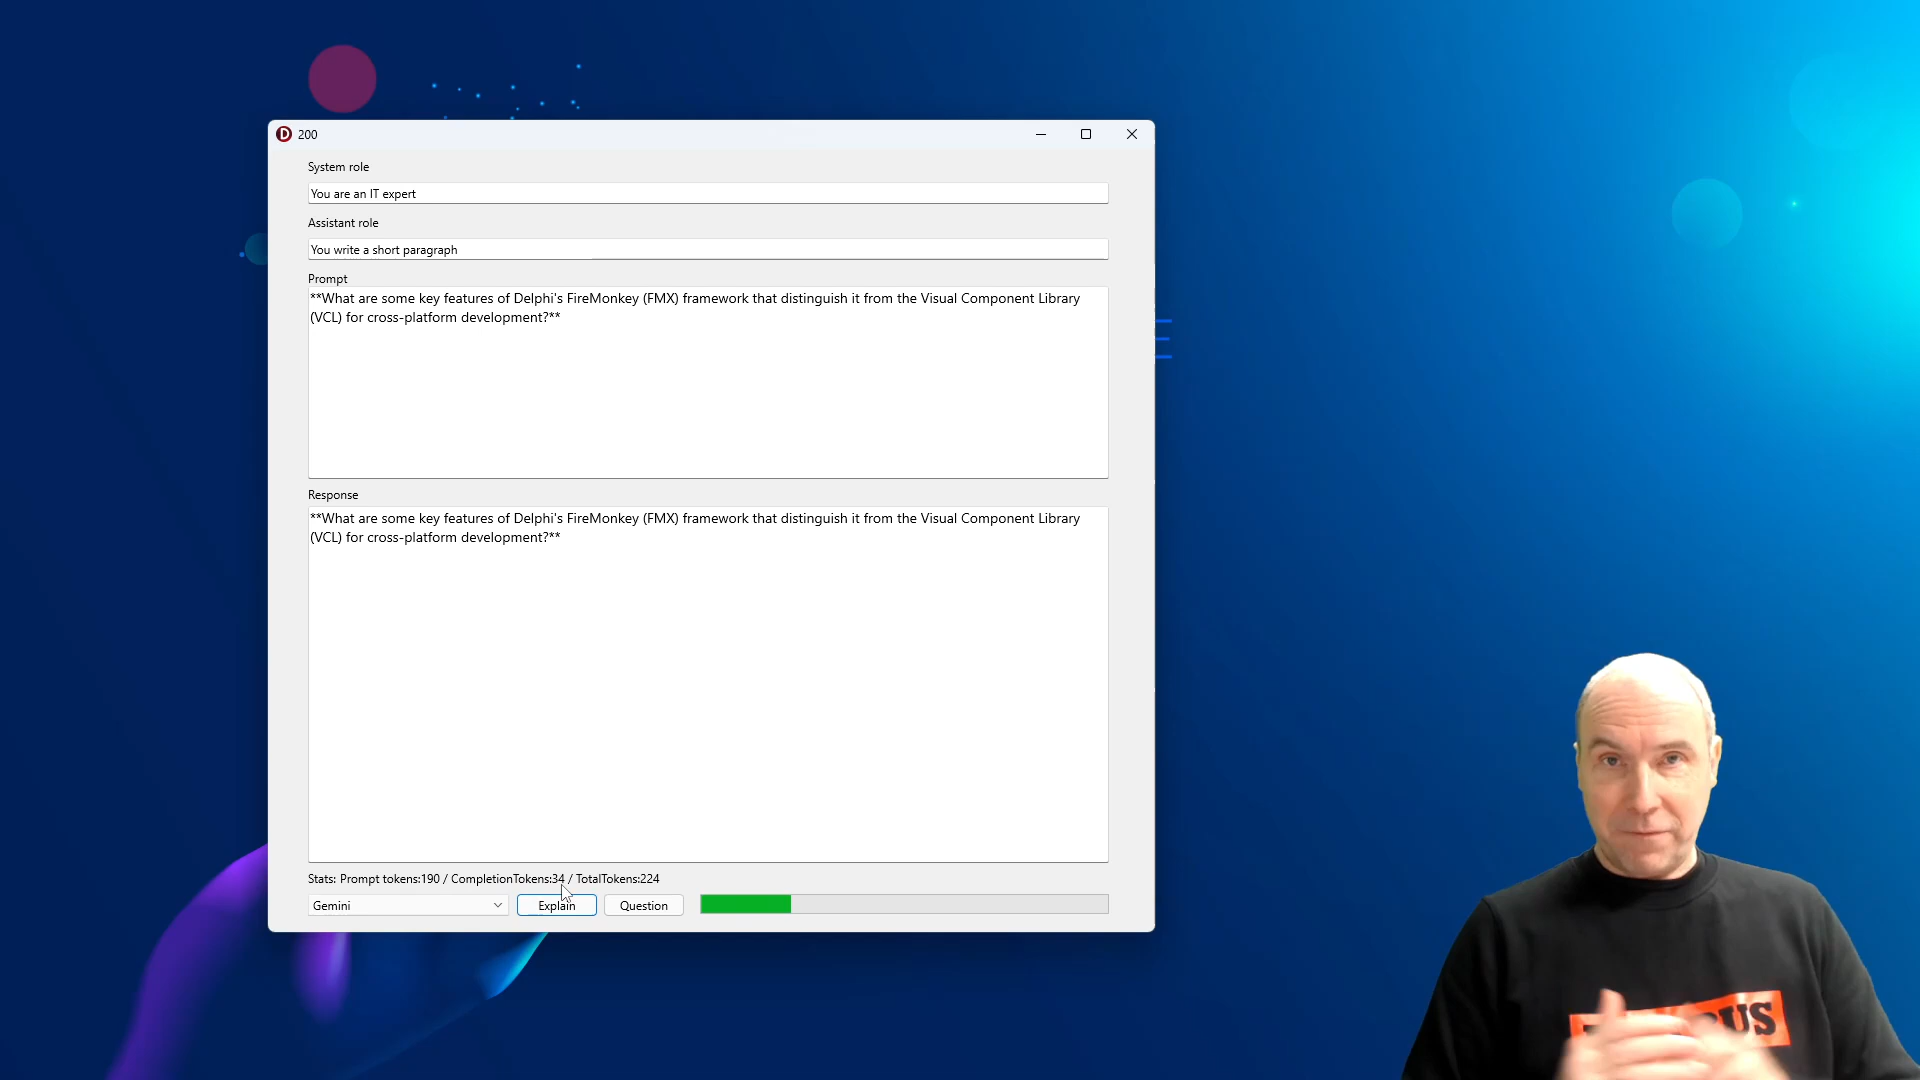 200
System role
You are an IT expert
Assistant role
You write a short paragraph
Prompt
**What are some key features of Delphi's FireMonkey (FMX) framework that distinguish it from the Visual Component Library
(VCL) for cross-platform development?**
Response
**What are some key features of Delphi's FireMonkey (FMX) framework that distinguish it from the Visual Component Library
(VCL) for cross-platform development?**
Stats: Prompt tokens:190 / CompletionTokens:34 / TotalTokens:224
Gemini
Explain
Question